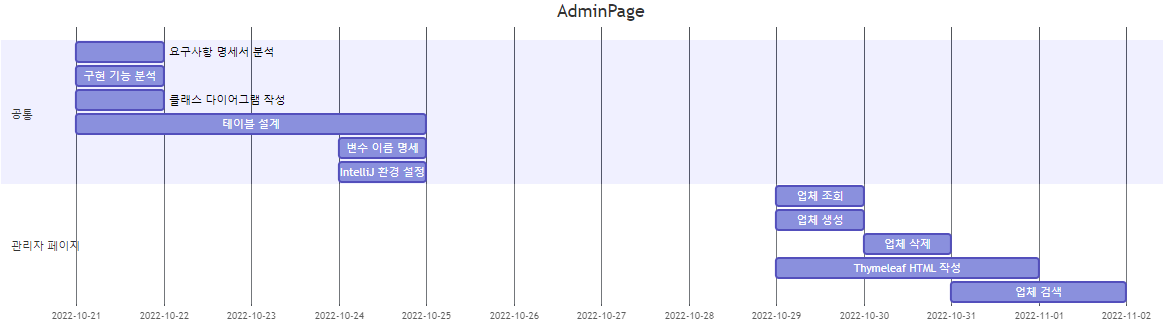 AdminPage
요구사항 명세서 분석
구현 기능 분석
클래스 다이어그램 작성
공통
테이블 설계
변수 이름 명세
IntelliJ 환경 설정
업체 조회
업체 생성
관리자 페이지
업체 삭제
Thymeleaf HTML 작성
업체 검색
2022-10-21 2022-10-22 2022-10-23 2022-10-24 2022-10-25 2022-10-26 2022-10-27 2022-10-28 2022-10-29 2022-10-30 2022-10-31 2022-11-01 2022-11-02